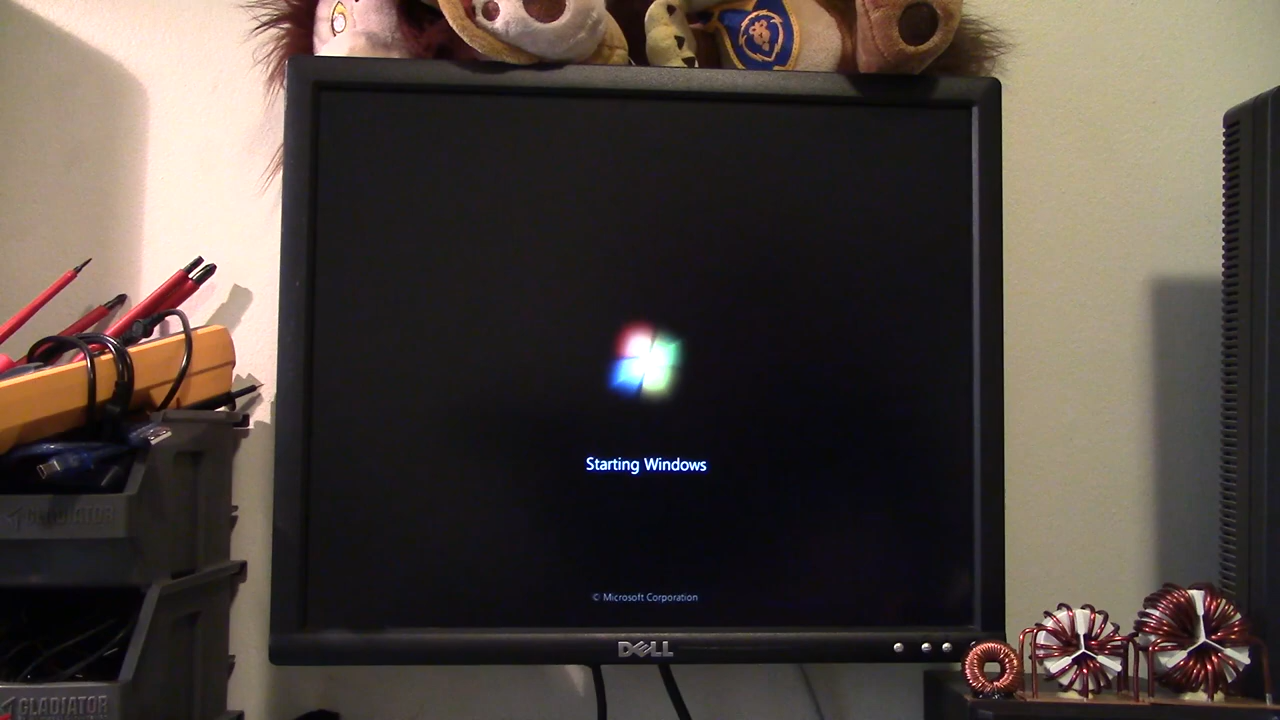 Starting Windows
© Microsoft Corporation
DELL
GLADIATOR
GLADIATOR